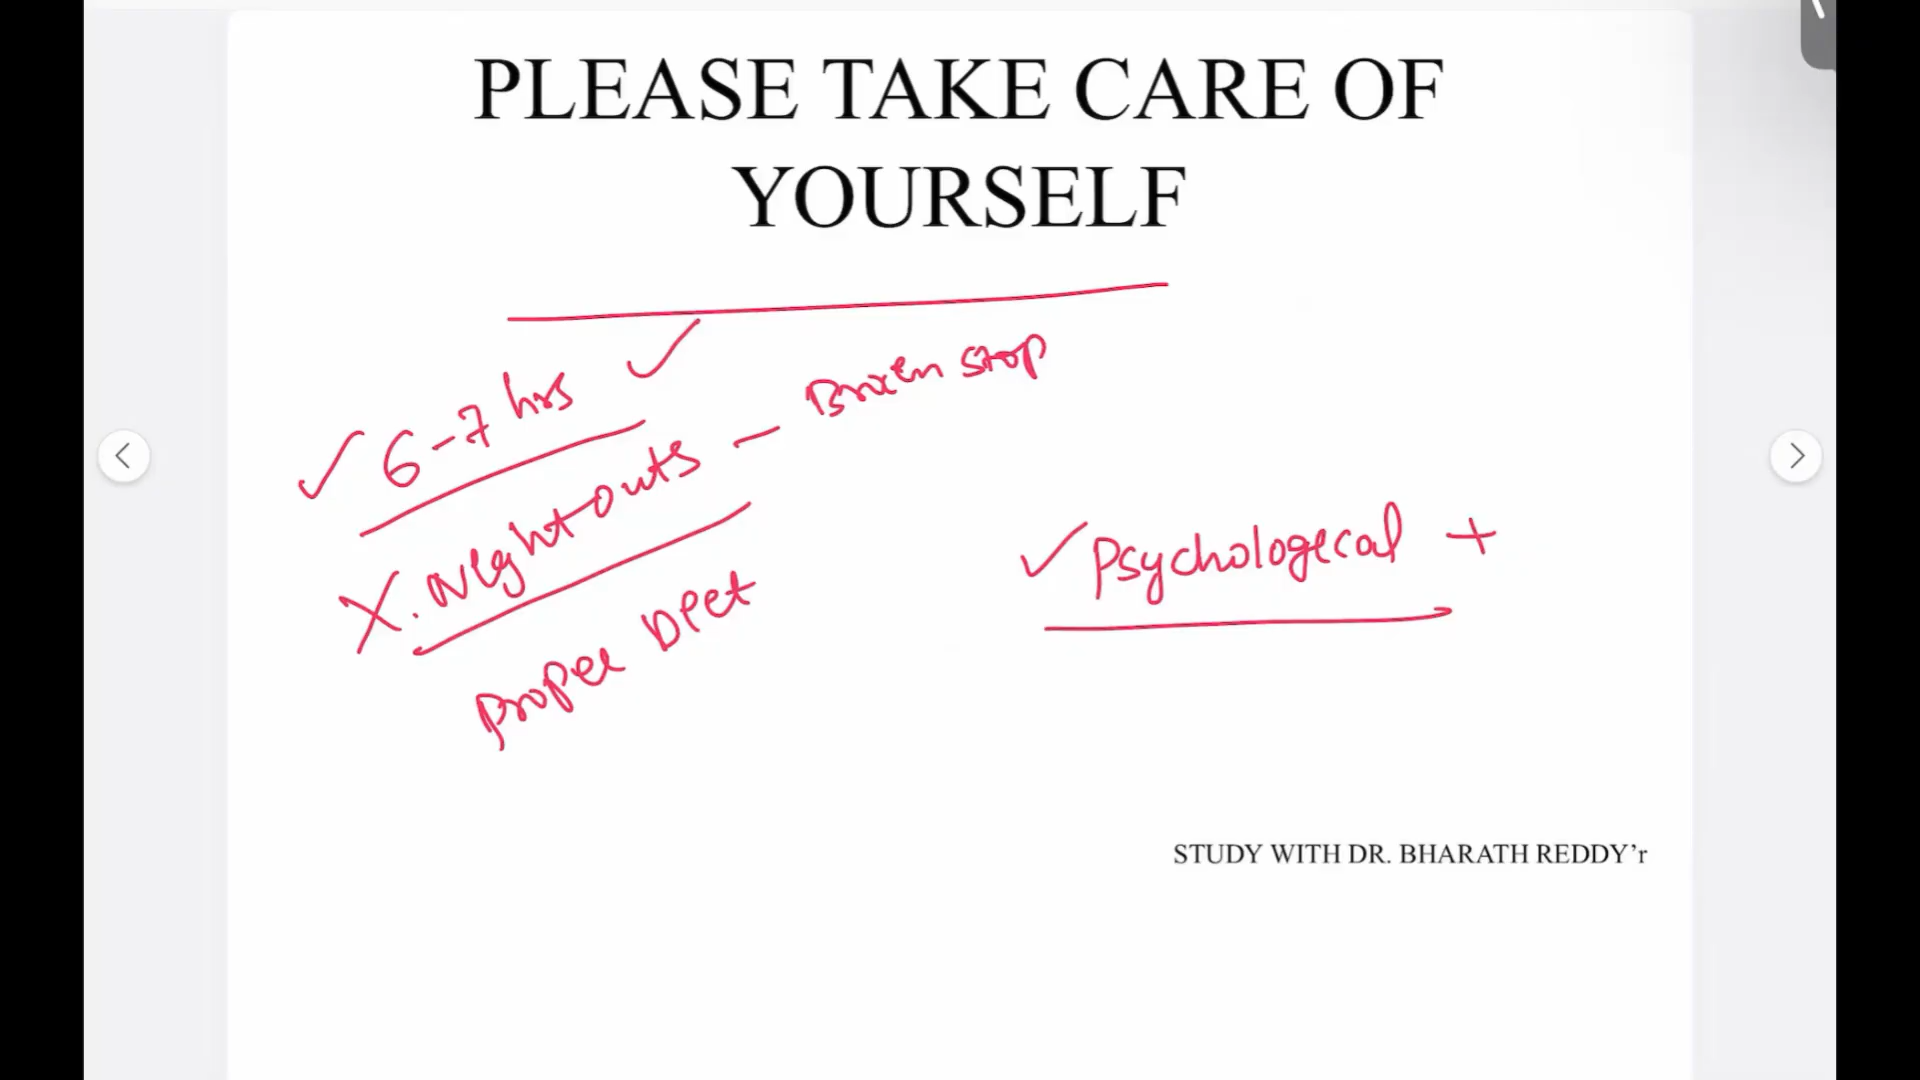 PLEASE TAKE CARE OF
YOURSELF
6-7 hrs
X. Night outs - Brain stop
Proper Diet
Psychological +
STUDY WITH DR. BHARATH REDDY’r